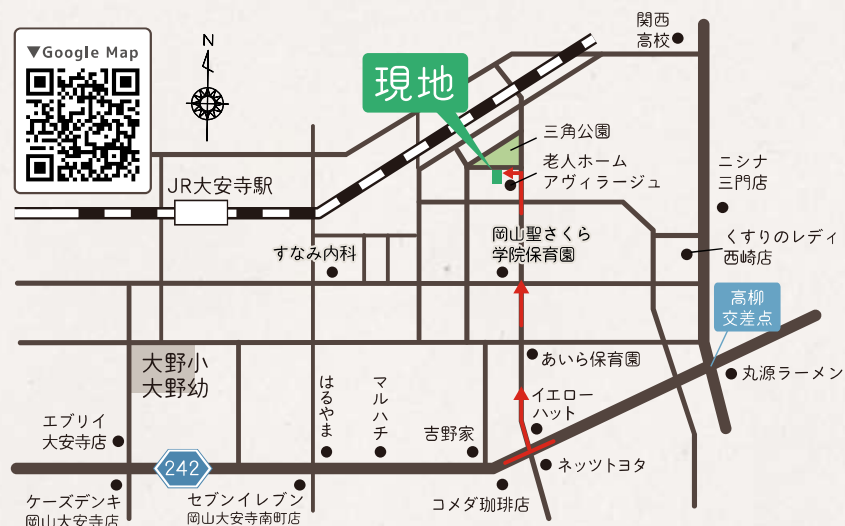 ▼Google Map
N
現地
関西
高校
三角公園
老人ホーム
アヴィラージュ
ニシナ
三門店
JR大安寺駅
すなみ内科
岡山聖さくら
学院保育園
くすりのレディ
西崎店
高柳
交差点
大野小
大野幼
はるやま
マルハチ
あいら保育園
丸源ラーメン
イエロー
ハット
エブリイ
大安寺店
吉野家
242
ネッツトヨタ
ケーズデンキ
岡山大安寺店
セブンイレブン
岡山大安寺南町店
コメダ珈琲店